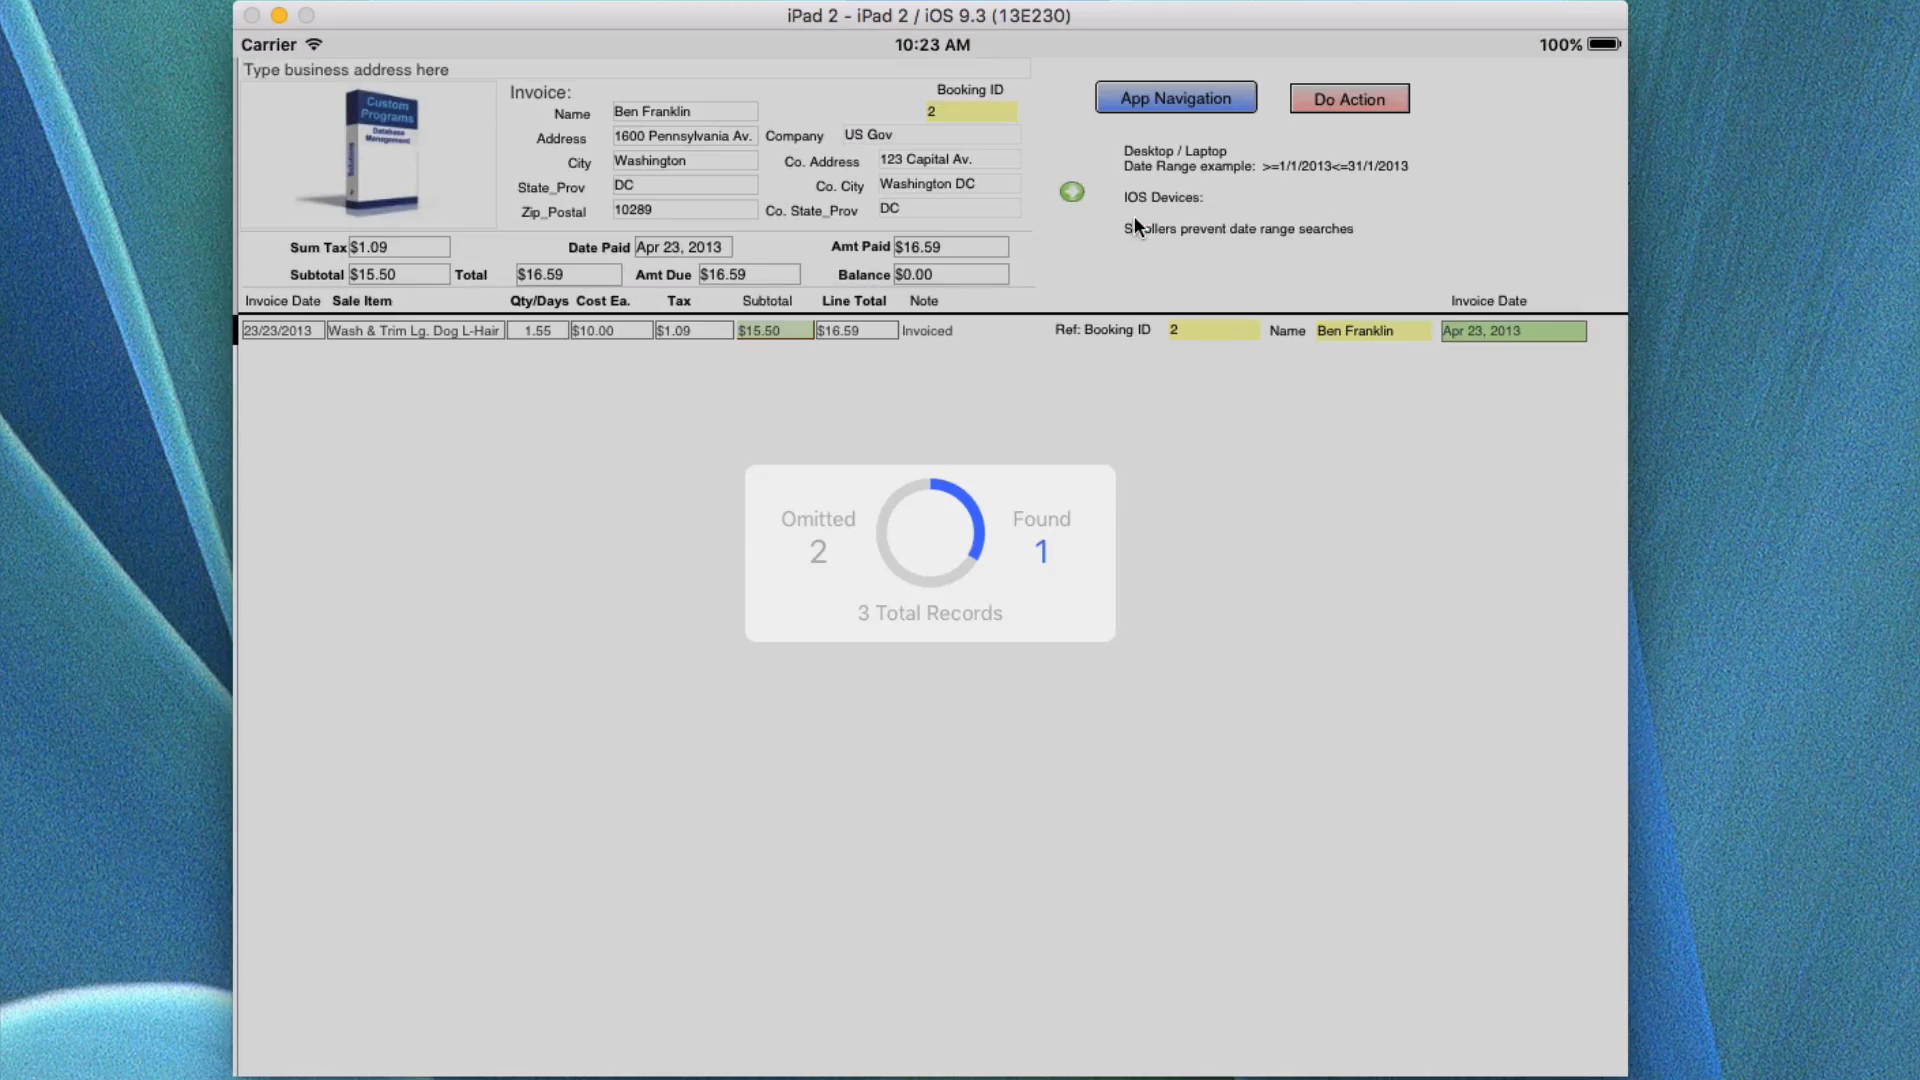 iPad 2 - iPad 2 / iOS 9.3 (13E230)
Carrier 10:23 AM 100%
Type business address here
Custom
Programs
Database
Management
Solutions
Invoice: Booking ID
Name Ben Franklin 2
Address 1600 Pennsylvania Av. Company US Gov
City Washington Co. Address 123 Capital Av.
State_Prov DC Co. City Washington DC
Zip_Postal 10289 Co. State_Prov DC
App Navigation Do Action
Desktop / Laptop
Date Range example: >=1/1/2013<=31/1/2013
IOS Devices:
Scrollers prevent date range searches
Sum Tax $1.09 Date Paid Apr 23, 2013 Amt Paid $16.59
Subtotal $15.50 Total $16.59 Amt Due $16.59 Balance $0.00
Invoice Date Sale Item Qty/Days Cost Ea. Tax Subtotal Line Total Note Invoice Date
23/23/2013 Wash & Trim Lg. Dog L-Hair 1.55 $10.00 $1.09 $15.50 $16.59 Invoiced Ref: Booking ID 2 Name Ben Franklin Apr 23, 2013
Omitted Found
2 1
3 Total Records